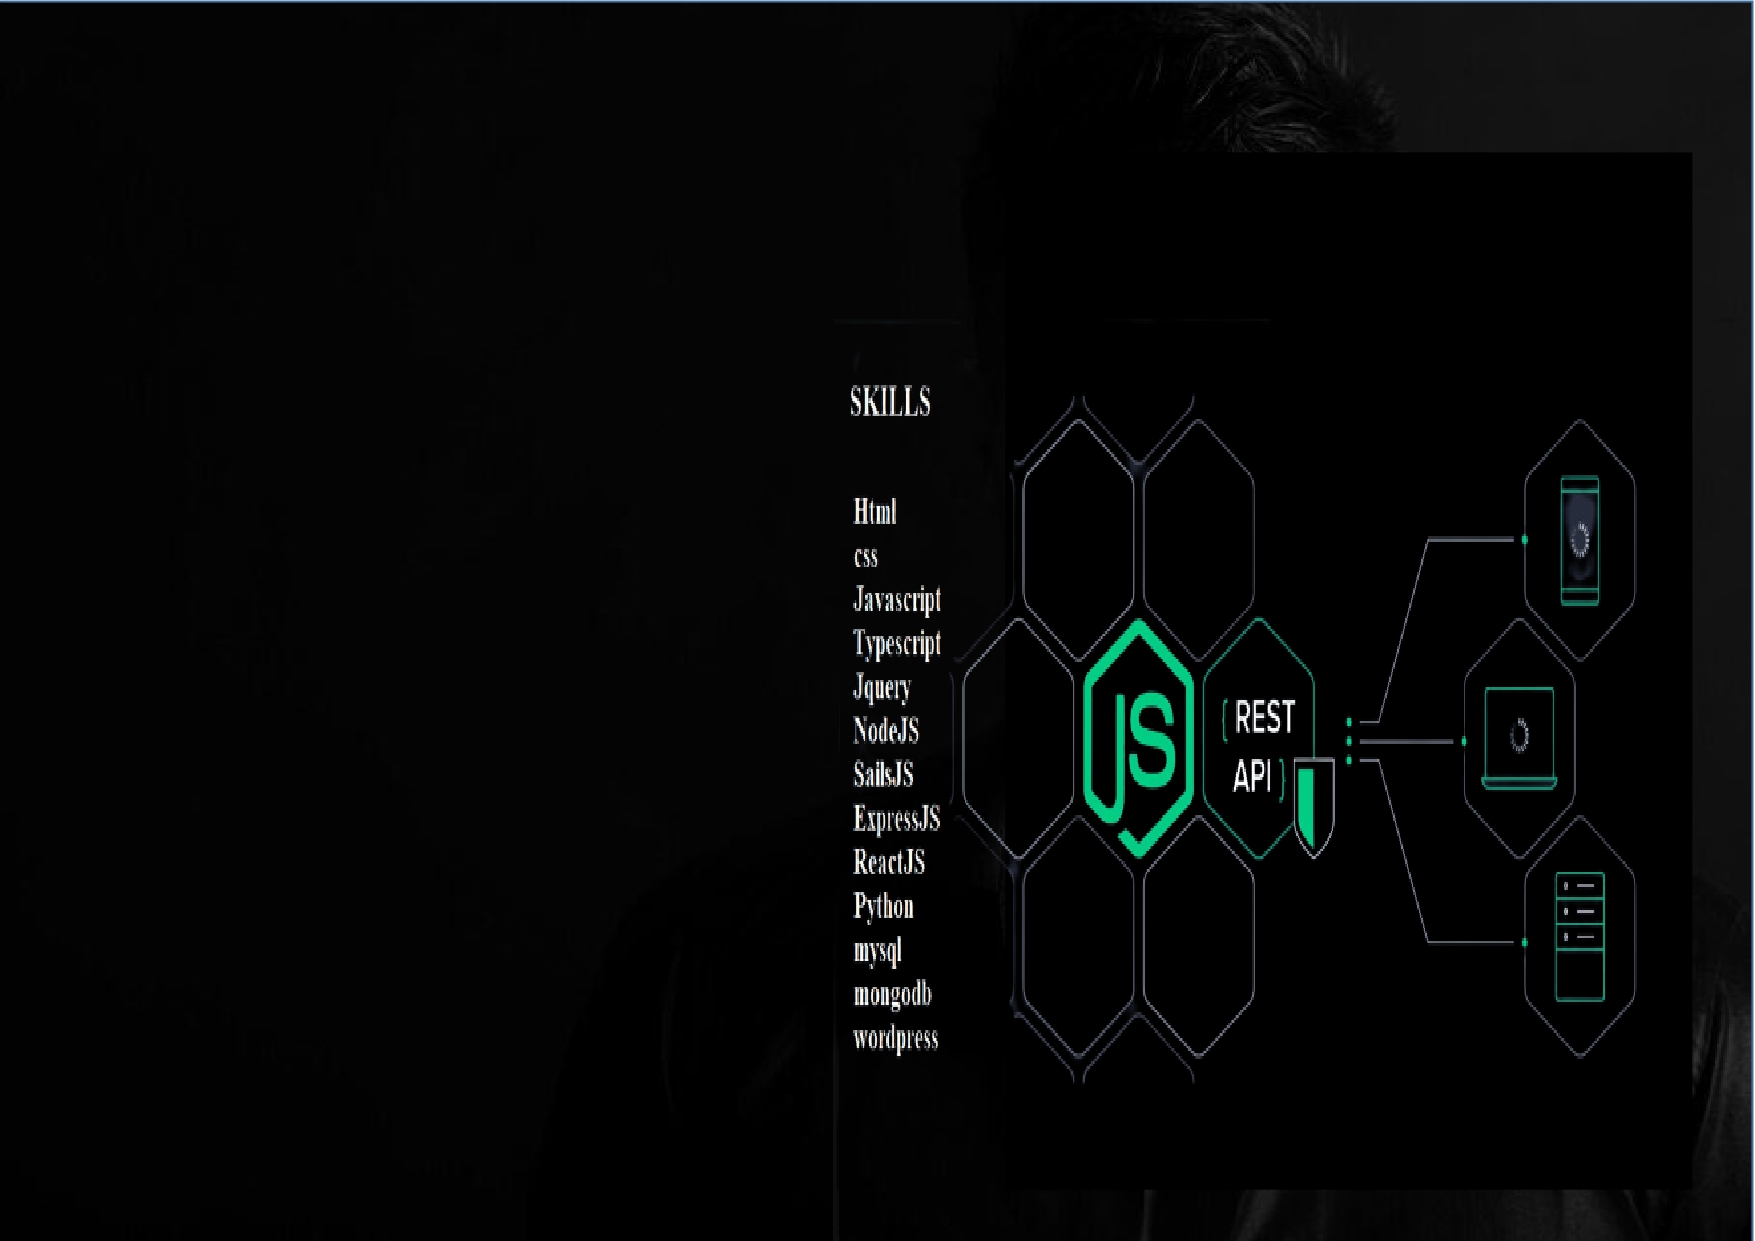 SKILLS
Html
css
Javascript
Typescript
Jquery
NodeJS
SailsJS
ExpressJS
ReactJS
Python
mysql
mongodb
wordpress
JS
{ REST
API }